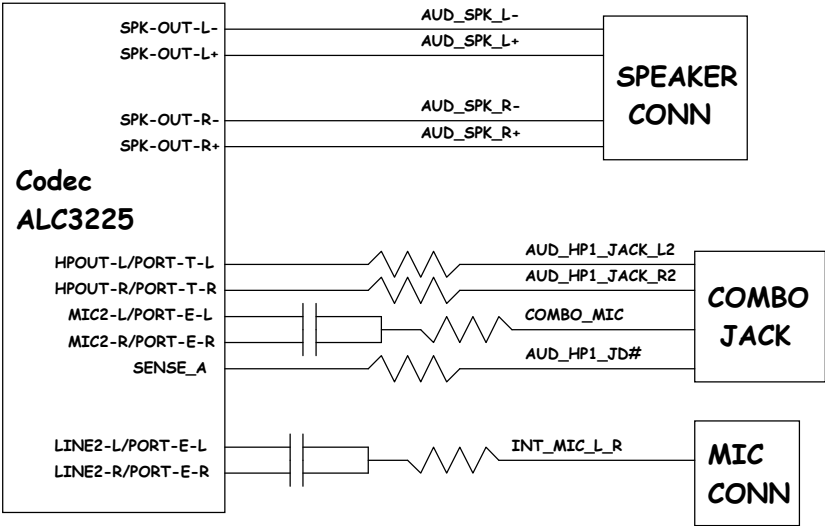 SPK-OUT-L-
SPK-OUT-L+
SPK-OUT-R-
SPK-OUT-R+
Codec
ALC3225
HPOUT-L/PORT-T-L
HPOUT-R/PORT-T-R
MIC2-L/PORT-E-L
MIC2-R/PORT-E-R
SENSE_A
LINE2-L/PORT-E-L
LINE2-R/PORT-E-R
AUD_SPK_L-
AUD_SPK_L+
AUD_SPK_R-
AUD_SPK_R+
SPEAKER
CONN
AUD_HP1_JACK_L2
AUD_HP1_JACK_R2
COMBO_MIC
AUD_HP1_JD#
COMBO
JACK
INT_MIC_L_R
MIC
CONN